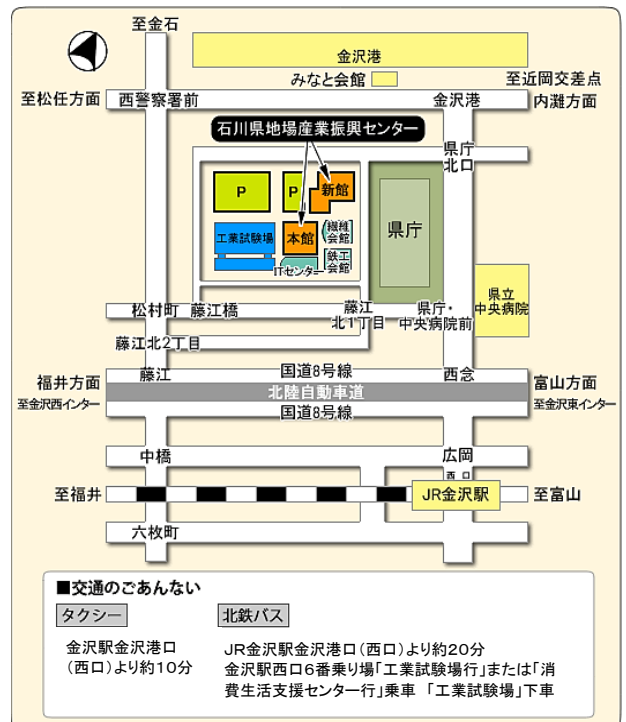 至金石
金沢港
みなと会館
至近岡交差点
至松任方面
西警察署前
金沢港
内灘方面
石川県地場産業振興センター
県庁
北口
P
P
新館
県庁
工業試験場
本館
繊維
会館
鉄工
会館
ITセンター
県立
中央病院
松村町
藤江橋
藤江
北1丁目
県庁・
中央病院前
藤江北2丁目
福井方面
藤江
国道8号線
西念
富山方面
至金沢西インター
北陸自動車道
至金沢東インター
国道8号線
中橋
広岡
西口
至福井
JR金沢駅
至富山
六枚町
■交通のごあんない
タクシー
金沢駅金沢港口
(西口)より約10分
北鉄バス
JR金沢駅金沢港口(西口)より約20分
金沢駅西口6番乗り場「工業試験場行」または「消
費生活支援センター行」乗車 「工業試験場」下車